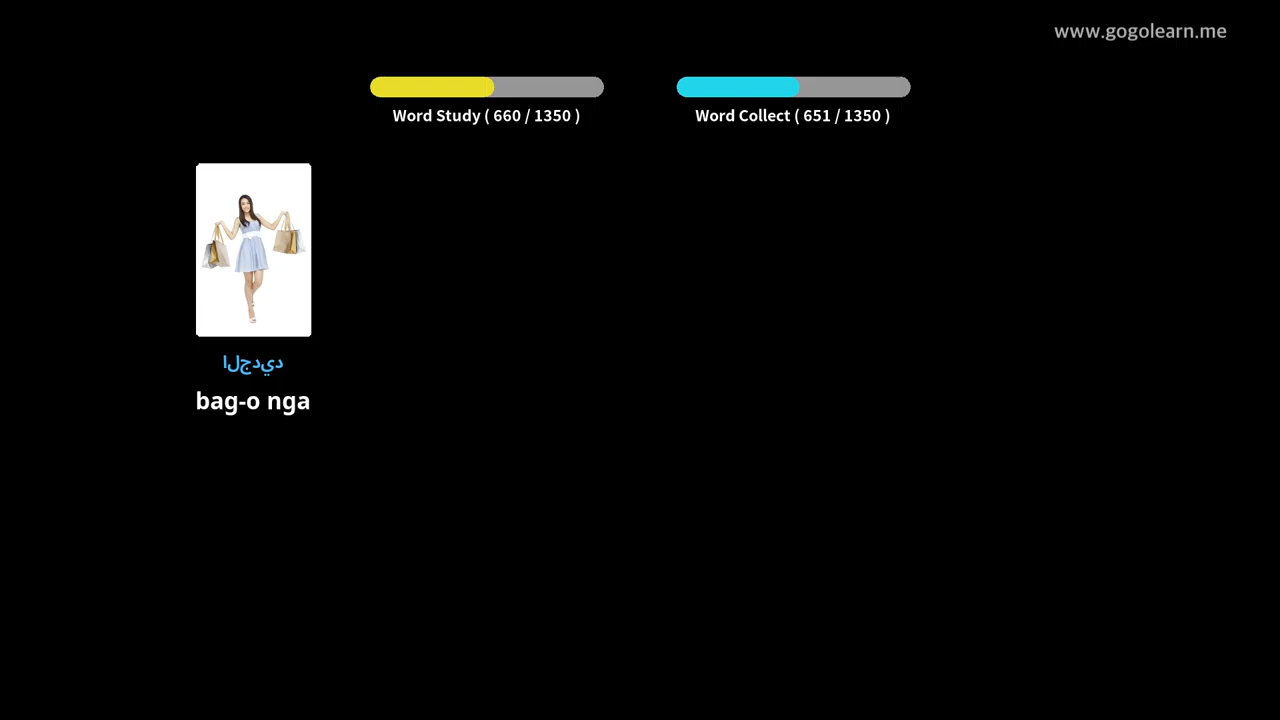 www.gogolearn.me
Word Study ( 660 / 1350 )
Word Collect ( 651 / 1350 )
الجديد
bag-o nga